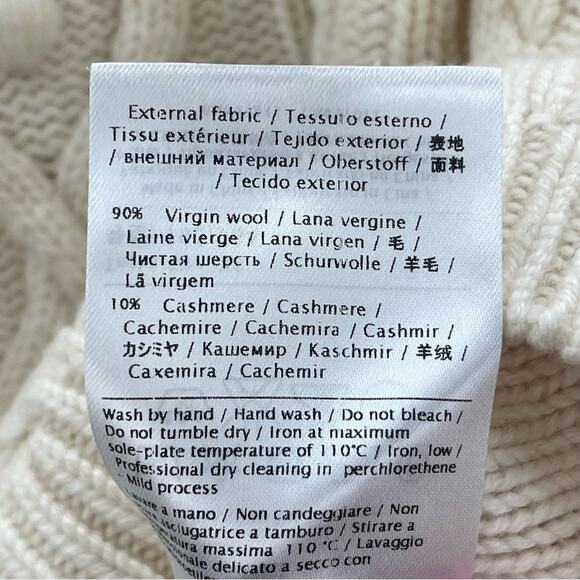 External fabric / Tessuto esterno /
Tissu extérieur / Tejido exterior / 表地
/ внешний материал / Oberstoff / 面料
/ Tecido exterior
90% Virgin wool / Lana vergine /
Laine vierge / Lana virgen / 毛 /
Чистая шерсть / Schurwolle / 羊毛 /
Lã virgem
10% Cashmere / Cashmere /
Cachemire / Cachemira / Cashmir /
カシミヤ / Кашемир / Kaschmir / 羊绒 /
Caxemira / Cachemir
Wash by hand / Hand wash / Do not bleach /
Do not tumble dry / Iron at maximum
sole-plate temperature of 110°C / Iron, low /
Professional dry cleaning in perchlorethene
- Mild process
Lavare a mano / Non candeggiare / Non
asciugatrice a tamburo / Stirare a
temperatura massima 110 °C / Lavaggio
delicato a secco con